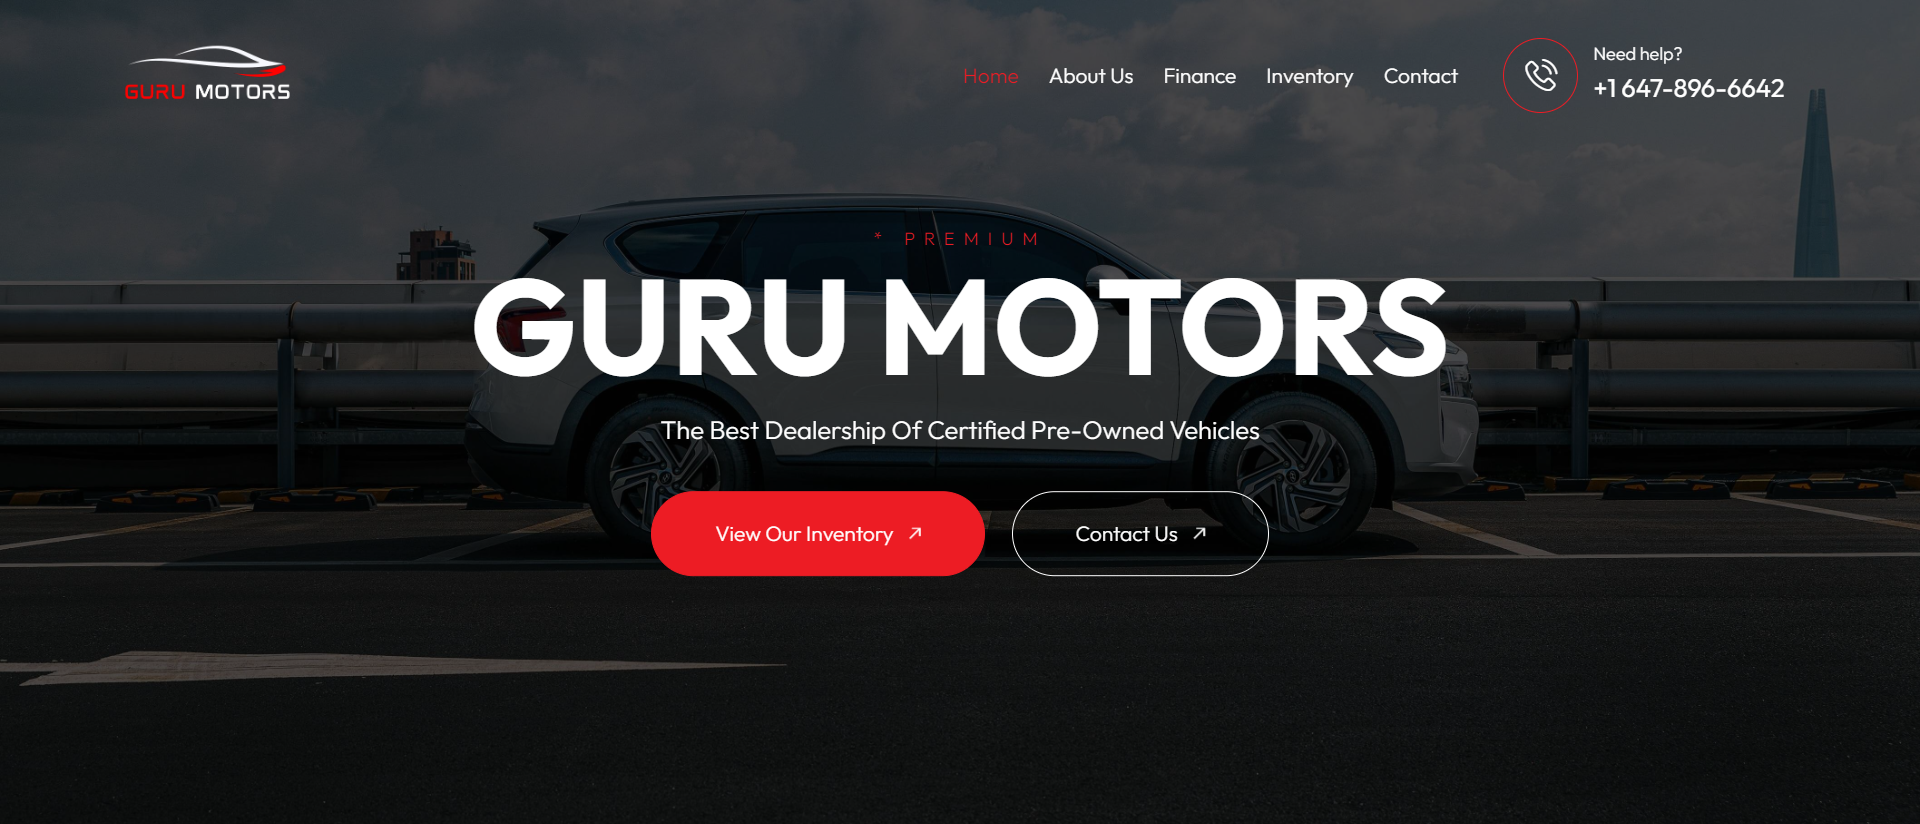 GURU MOTORS
Home
About Us
Finance
Inventory
Contact
Need help?
+1 647-896-6642
* PREMIUM
GURU MOTORS
The Best Dealership Of Certified Pre-Owned Vehicles
View Our Inventory
Contact Us